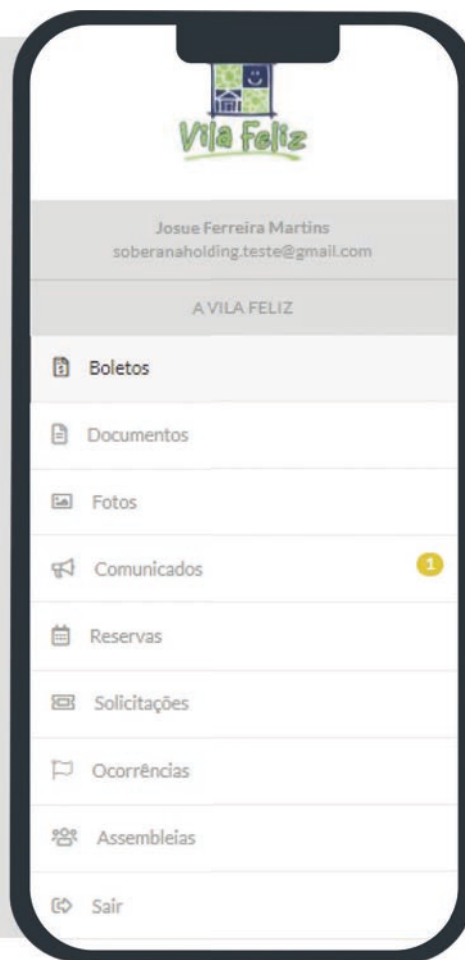 Vila Feliz
Josue Ferreira Martins
soberanaholding.teste@gmail.com
A VILA FELIZ
Boletos
Documentos
Fotos
Comunicados 1
Reservas
Solicitações
Ocorrências
Assembleias
Sair